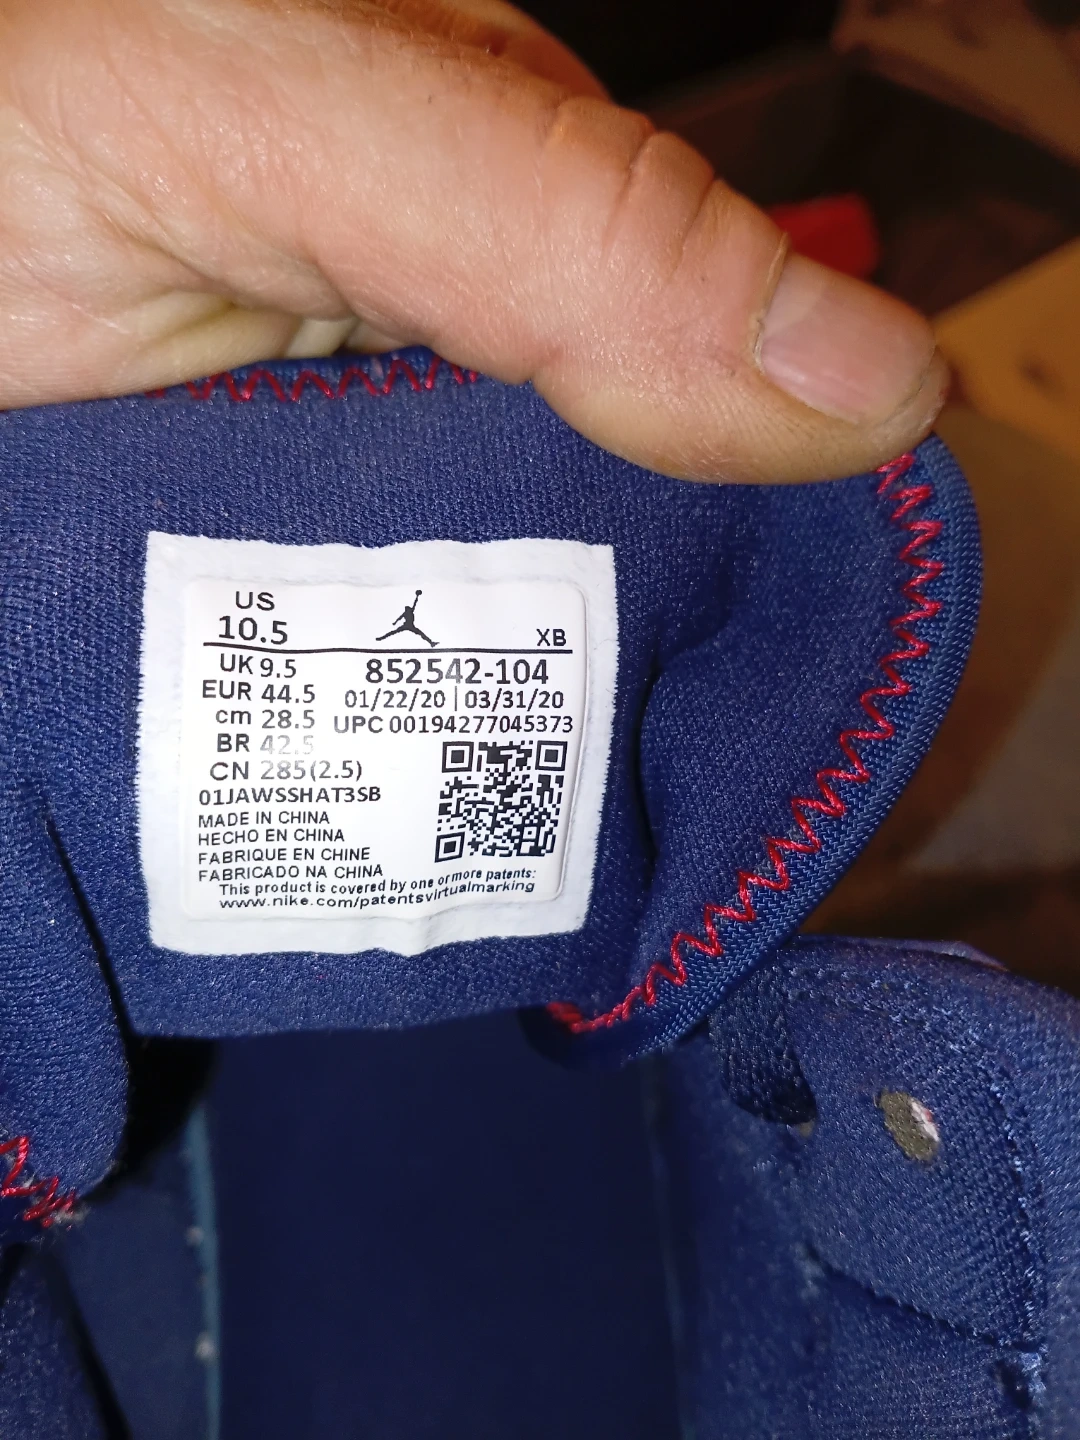 US
10.5
XB
UK 9.5
852542-104
EUR 44.5
01/22/20 | 03/31/20
cm 28.5
UPC 00194277045373
BR 42.5
CN 285(2.5)
01JAWSSHAT3SB
MADE IN CHINA
HECHO EN CHINA
FABRIQUE EN CHINE
FABRICADO NA CHINA
This product is covered by one or more patents:
www.nike.com/patentsvirtualmarking